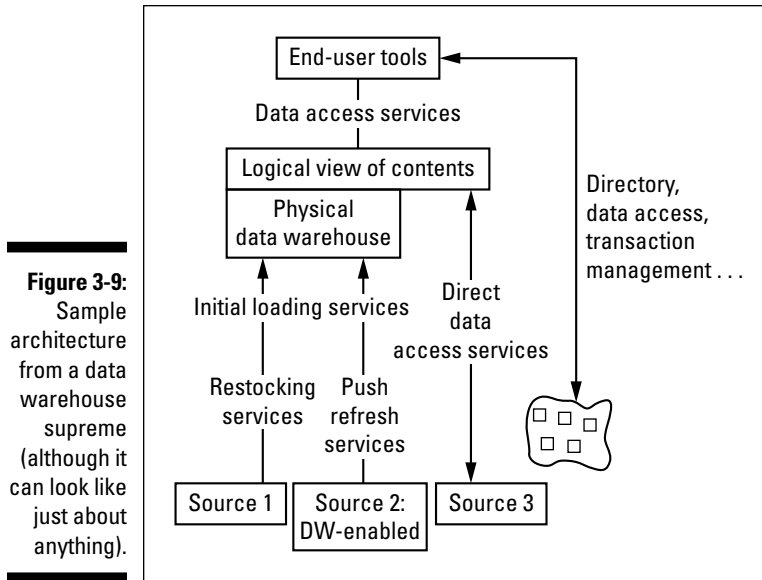 End-user tools
Data access services
Logical view of contents
Physical
data warehouse
Directory,
data access,
transaction
management . . .
Initial loading services
Direct
data
access services
Restocking
services
Push
refresh
services
Source 1
Source 2:
DW-enabled
Source 3
Figure 3-9:
Sample
architecture
from a data
warehouse
supreme
(although it
can look like
just about
anything).